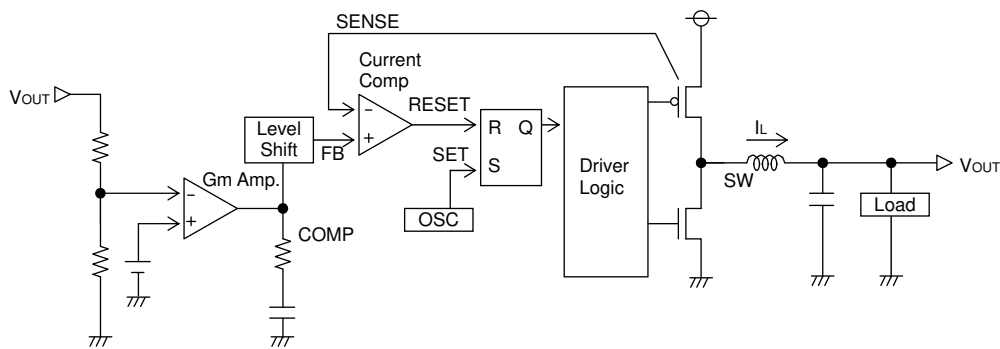 SENSE
Current
Comp
VOUT
RESET
Level
Shift
FB
R Q
S
SET
OSC
Driver
Logic
IL
SW
VOUT
Load
Gm Amp.
COMP
-
+
-
+